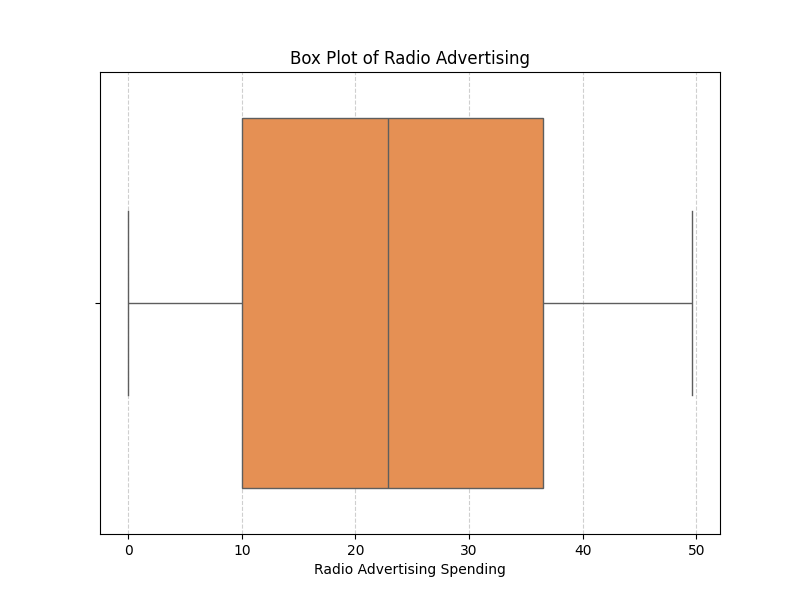 Box Plot of Radio Advertising
0 10 20 30 40 50
Radio Advertising Spending